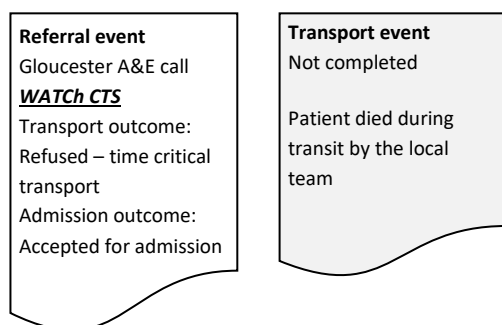 Referral event
Gloucester A&E call
WATCh CTS
Transport outcome:
Refused – time critical
transport
Admission outcome:
Accepted for admission
Transport event
Not completed
Patient died during
transit by the local
team